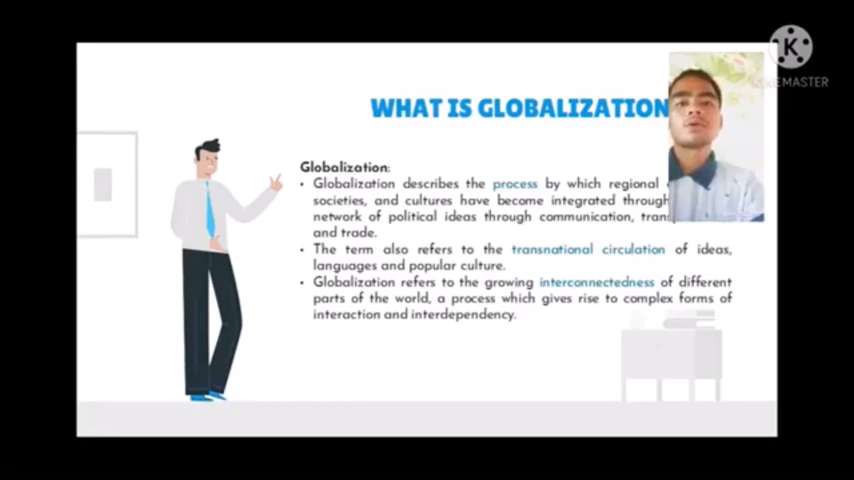 K
KINEMASTER
WHAT IS GLOBALIZATION
Globalization:
• Globalization describes the process by which regional
societies, and cultures have become integrated through
network of political ideas through communication,
and trade.
• The term also refers to the transnational circulation of ideas,
languages and popular culture.
• Globalization refers to the growing interconnectedness of different
parts of the world, a process which gives rise to complex forms of
interaction and interdependency.